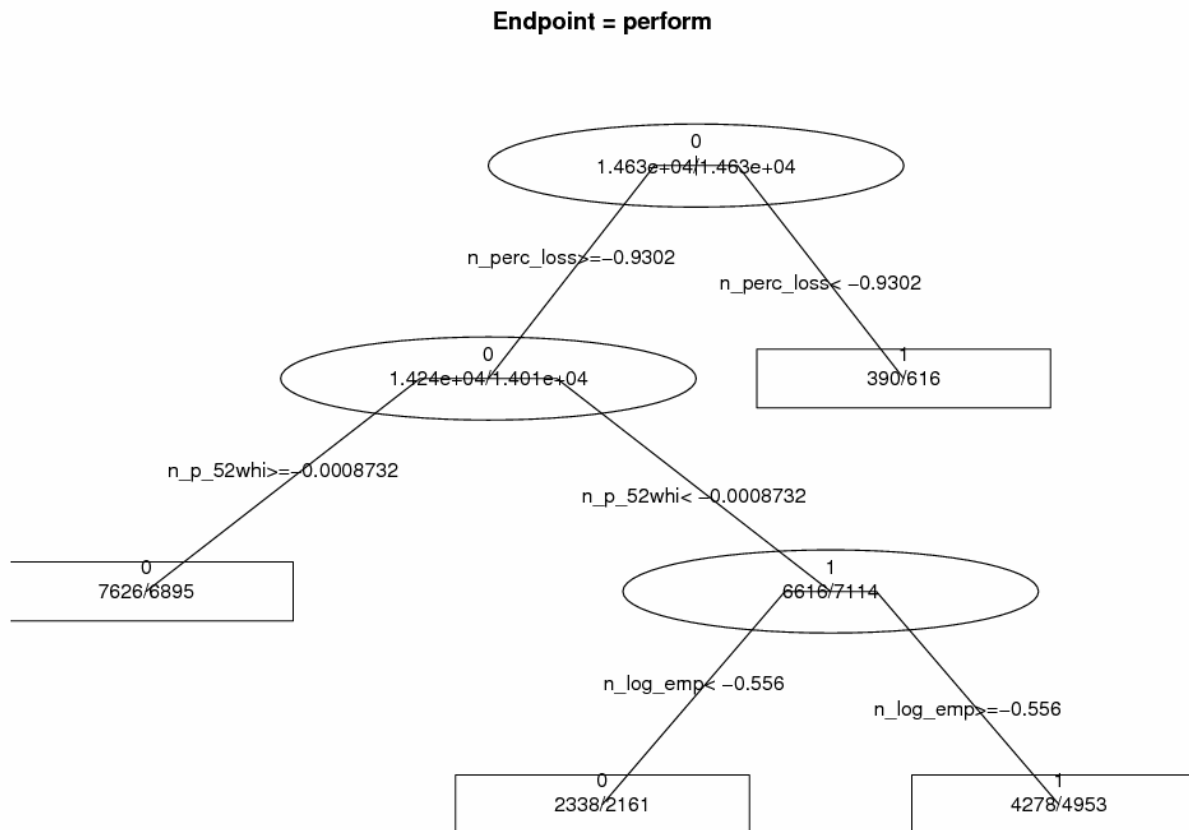 Endpoint = perform
0
1.463e+04/1.463e+04
n_perc_loss>=−0.9302
n_perc_loss< −0.9302
0
1.424e+04/1.401e+04
1
390/616
n_p_52whi>=−0.0008732
n_p_52whi< −0.0008732
0
7626/6895
1
6616/7114
n_log_emp< −0.556
n_log_emp>=−0.556
0
2338/2161
1
4278/4953